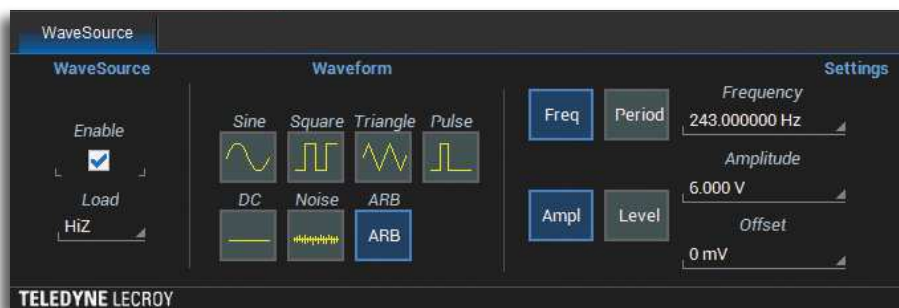 WaveSource
WaveSource
Waveform
Settings
Enable
Load
HiZ
Sine Square Triangle Pulse
DC Noise ARB
ARB
Freq Period
Frequency
243.000000 Hz
Amplitude
6.000 V
Ampl Level
Offset
0 mV
TELEDYNE LECROY